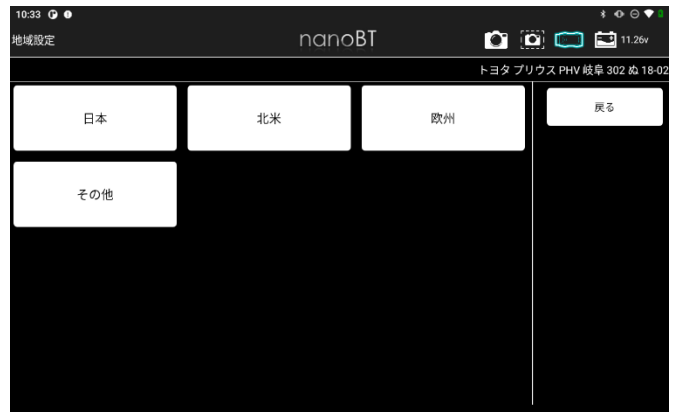 10:33
地域設定
nanoBT
11.26v
トヨタ プリウス PHV 岐阜 302 ぬ 18-02
日本
北米
欧州
戻る
その他